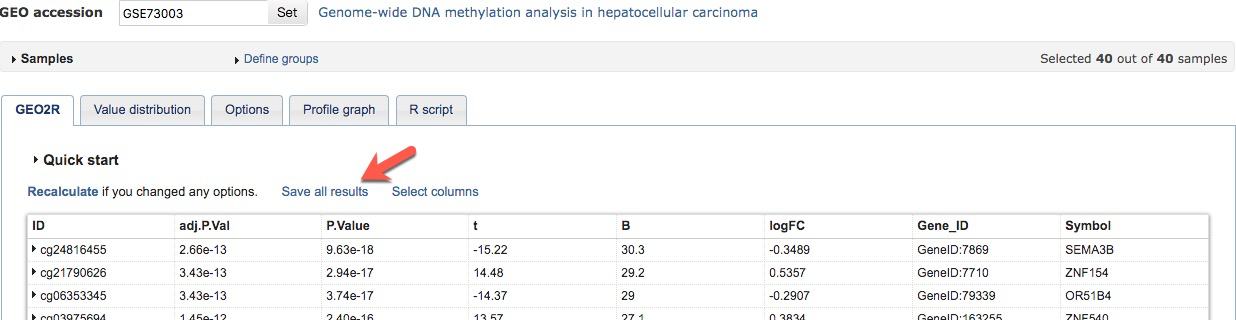 GEO accession GSE73003 Set Genome-wide DNA methylation analysis in hepatocellular carcinoma
Samples Define groups Selected 40 out of 40 samples
GEO2R Value distribution Options Profile graph R script
Quick start
Recalculate if you changed any options. Save all results Select columns
ID adj.P.Val P.Value t B logFC Gene_ID Symbol
cg24816455 2.66e-13 9.63e-18 -15.22 30.3 -0.3489 GeneID:7869 SEMA3B
cg21790626 3.43e-13 2.94e-17 14.48 29.2 0.5357 GeneID:7710 ZNF154
cg06353345 3.43e-13 3.74e-17 -14.37 29 -0.2907 GeneID:79339 OR51B4
cg03975694 1.45e-12 2.40e-16 13.57 27.1 0.3834 GeneID:163255 ZNF540